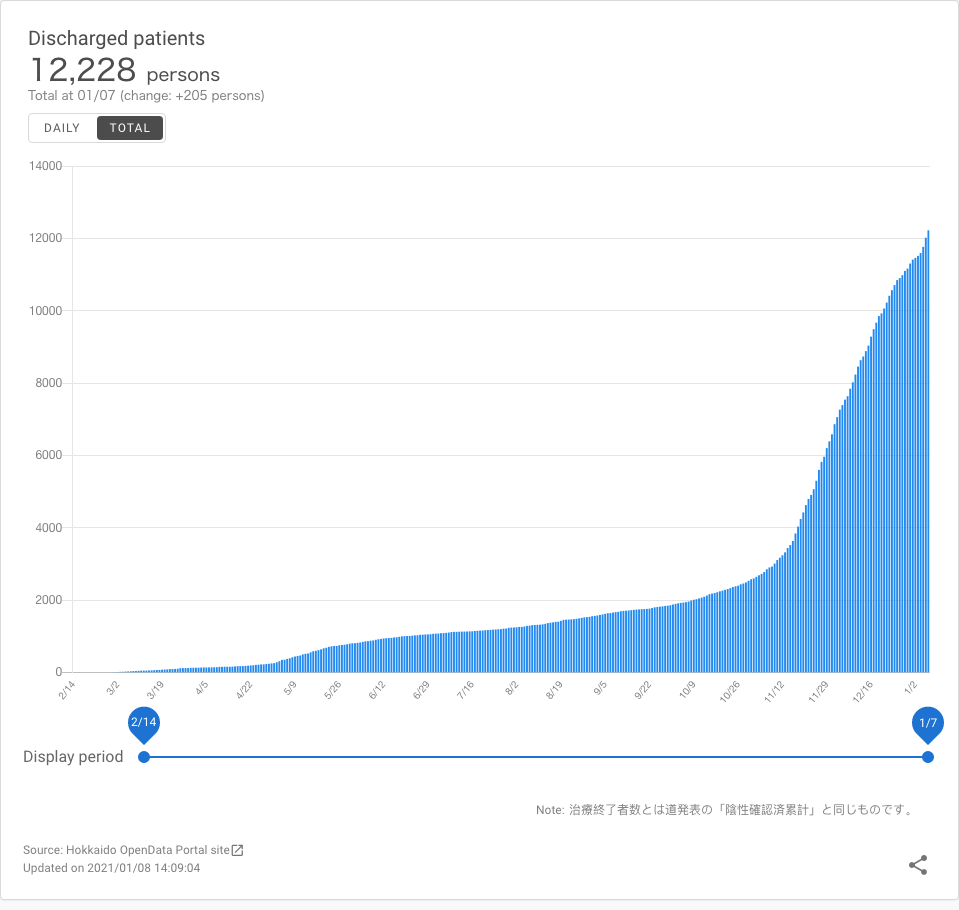 Discharged patients
12,228 persons
Total at 01/07 (change: +205 persons)
DAILY TOTAL
14000
12000
10000
8000
6000
4000
2000
0
2/14 3/2 3/19 4/5 4/22 5/9 5/26 6/12 6/29 7/16 8/2 8/19 9/5 9/22 10/9 10/26 11/12 11/29 12/16 1/2
2/14 1/7
Display period
Note: 治療終了者数とは道発表の「陰性確認済累計」と同じものです。
Source: Hokkaido OpenData Portal site
Updated on 2021/01/08 14:09:04